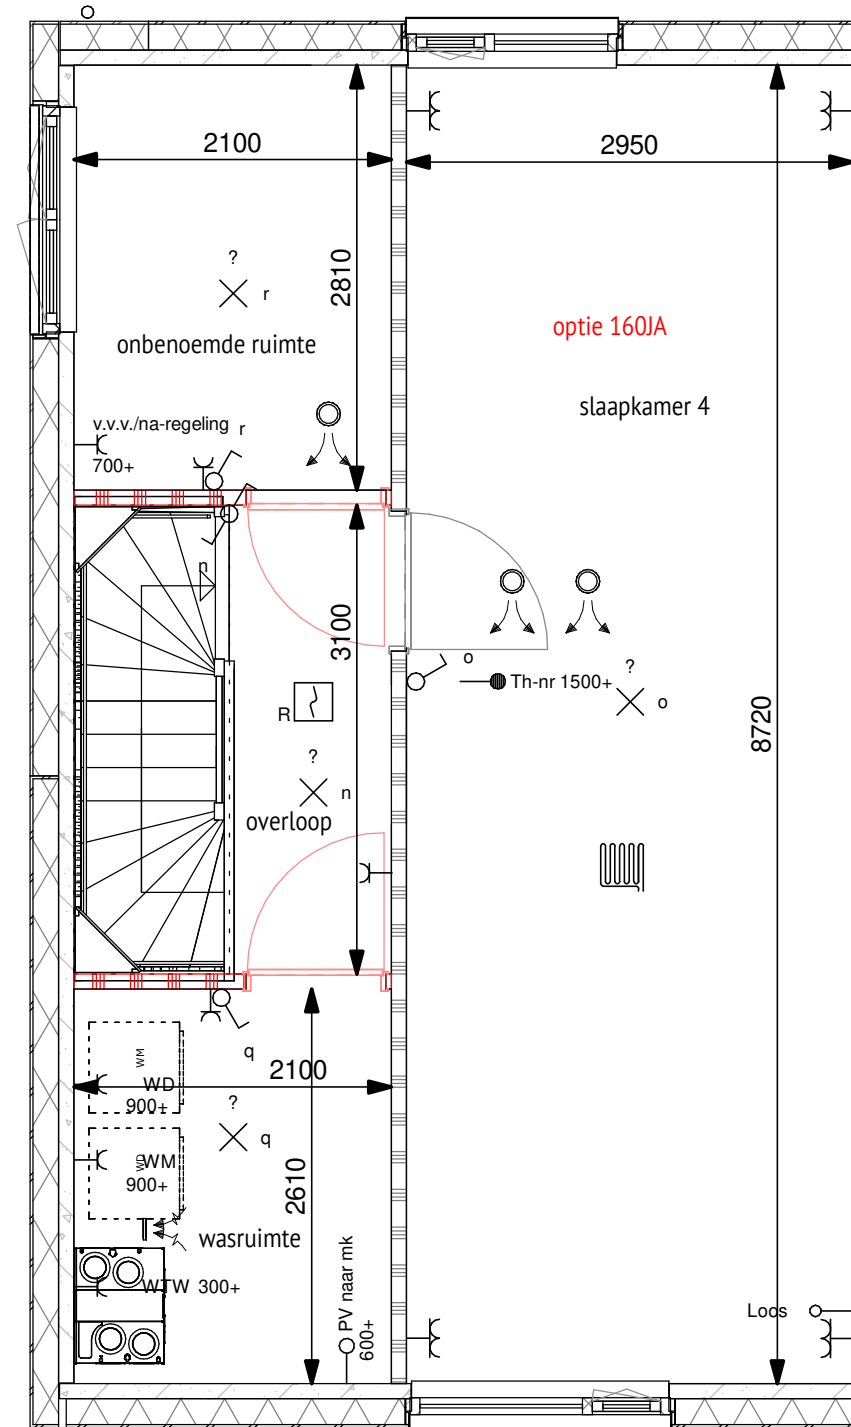 2100
2950
2810
?
r
optie 160JA
onbenoemde ruimte
slaapkamer 4
v.v.v./na-regeling
r
700+
n
3100
o
Th-nr 1500+
?
o
R
8720
?
n
overloop
q
2100
WM
WD
900+
?
q
WD
WM
900+
2610
wasruimte
WTW 300+
PV naar mk
600+
Loos